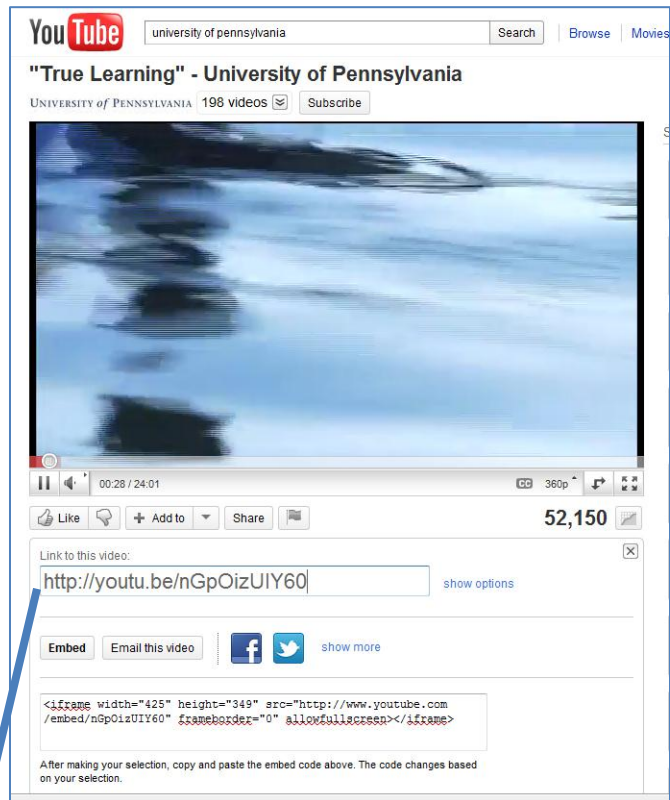 YouTube university of pennsylvania Search Browse Movies
"True Learning" - University of Pennsylvania
UNIVERSITY of PENNSYLVANIA 198 videos Subscribe
00:28 / 24:01 CC 360p
Like Add to Share 52,150
Link to this video:
http://youtu.be/nGpOizUIY60 show options
Embed Email this video f show more
<iframe width="425" height="349" src="http://www.youtube.com
/embed/nGpOizUIY60" frameborder="0" allowfullscreen></iframe>
After making your selection, copy and paste the embed code above. The code changes based
on your selection.